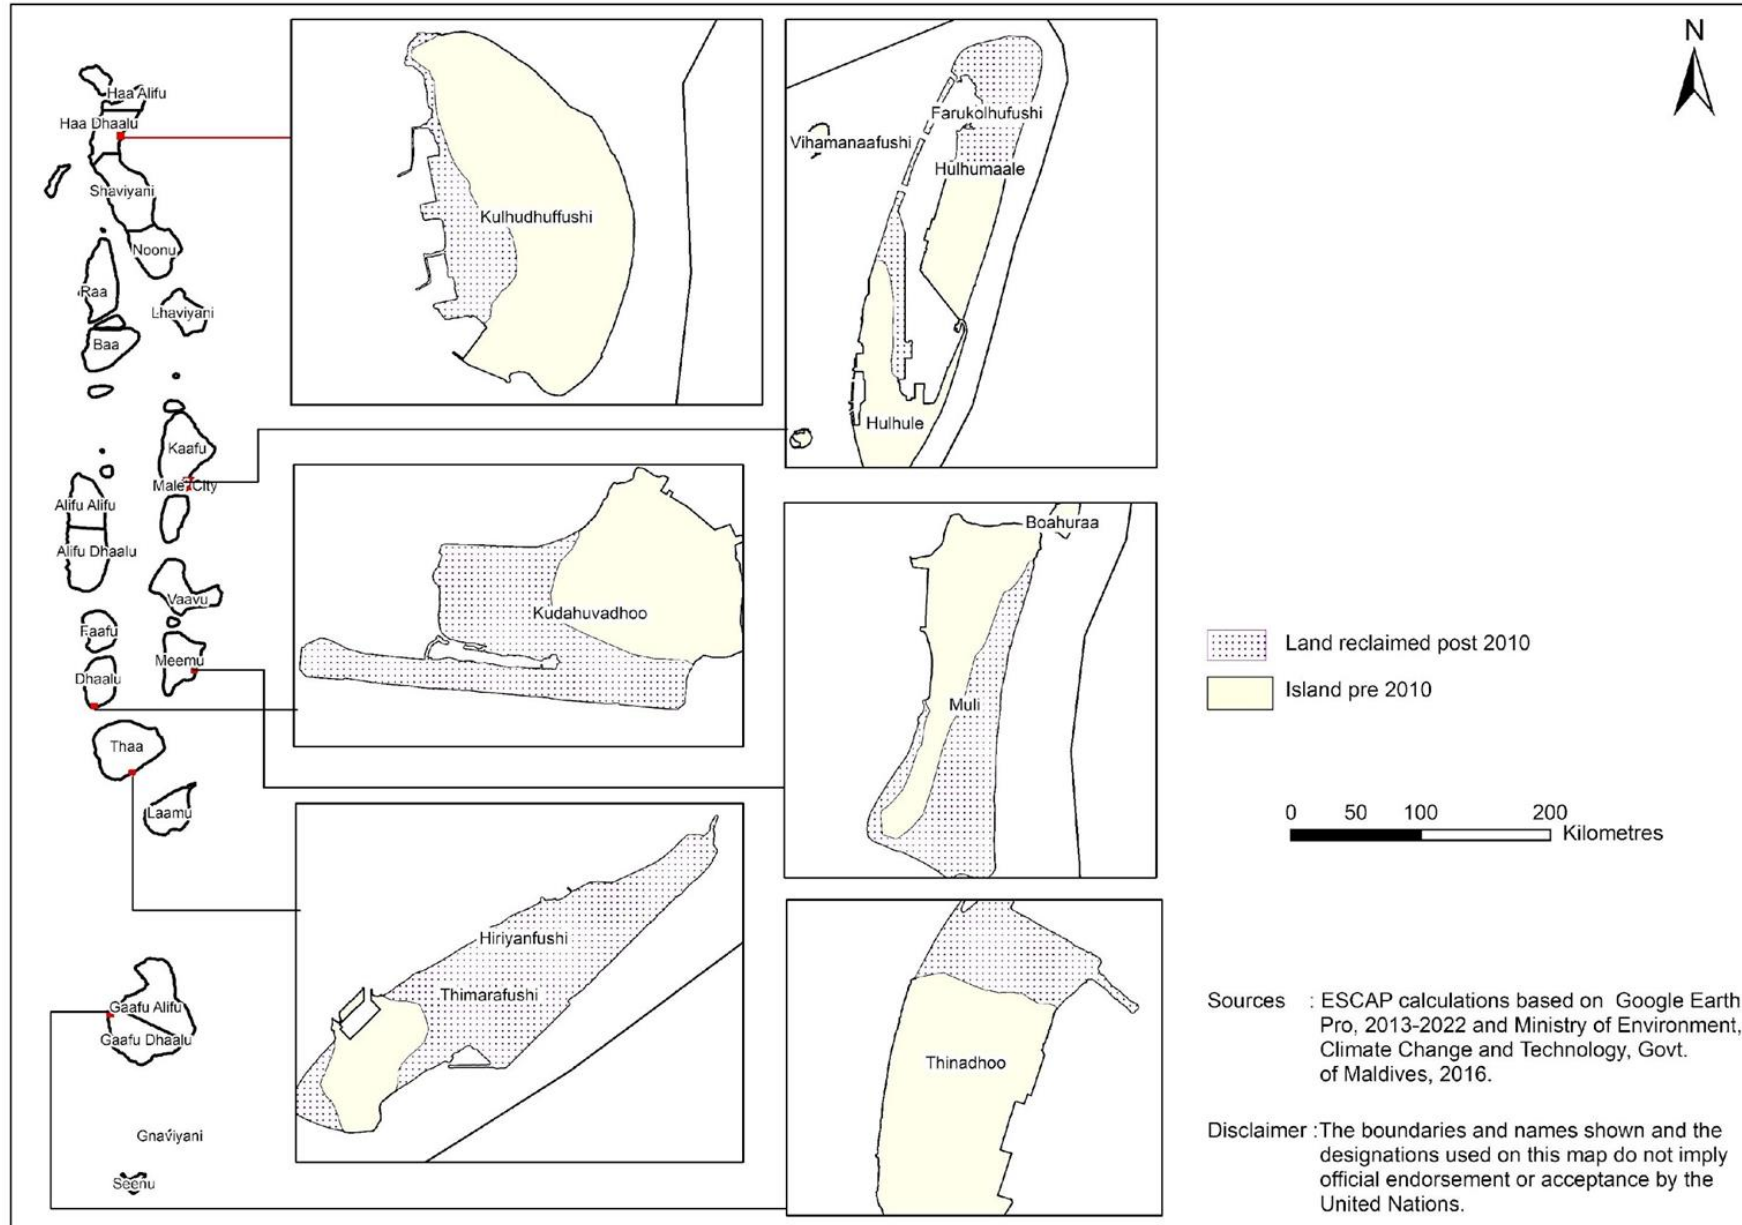 N
Haa Alifu
Haa Dhaalu
Shaviyani
Noonu
Raa
Lhaviyani
Baa
Kaafu
Male City
Alifu Alifu
Alifu Dhaalu
Vaavu
Faafu
Meemu
Dhaalu
Thaa
Laamu
Gaafu Alifu
Gaafu Dhaalu
Gnaviyani
Seenu
Kulhudhuffushi
Farukolhufushi
Vihamanaafushi
Hulhumaale
Hulhule
Kudahuvadhoo
Boahuraa
Muli
Hiriyanfushi
Thimarafushi
Thinadhoo
Land reclaimed post 2010
Island pre 2010
0 50 100 200
Kilometres
Sources : ESCAP calculations based on Google Earth
Pro, 2013-2022 and Ministry of Environment,
Climate Change and Technology, Govt.
of Maldives, 2016.
Disclaimer :The boundaries and names shown and the
designations used on this map do not imply
official endorsement or acceptance by the
United Nations.